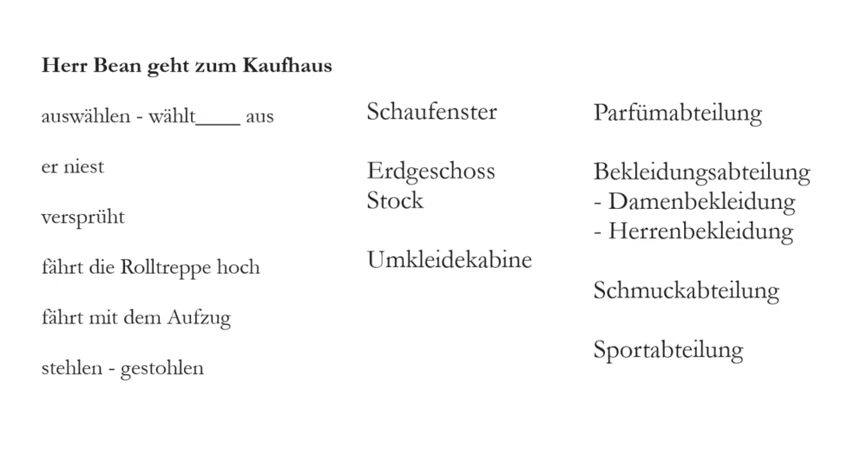 Herr Bean geht zum Kaufhaus
auswählen - wählt____ aus
er niest
versprüht
fährt die Rolltreppe hoch
fährt mit dem Aufzug
stehlen - gestohlen
Schaufenster
Erdgeschoss
Stock
Umkleidekabine
Parfümabteilung
Bekleidungsabteilung
- Damenbekleidung
- Herrenbekleidung
Schmuckabteilung
Sportabteilung